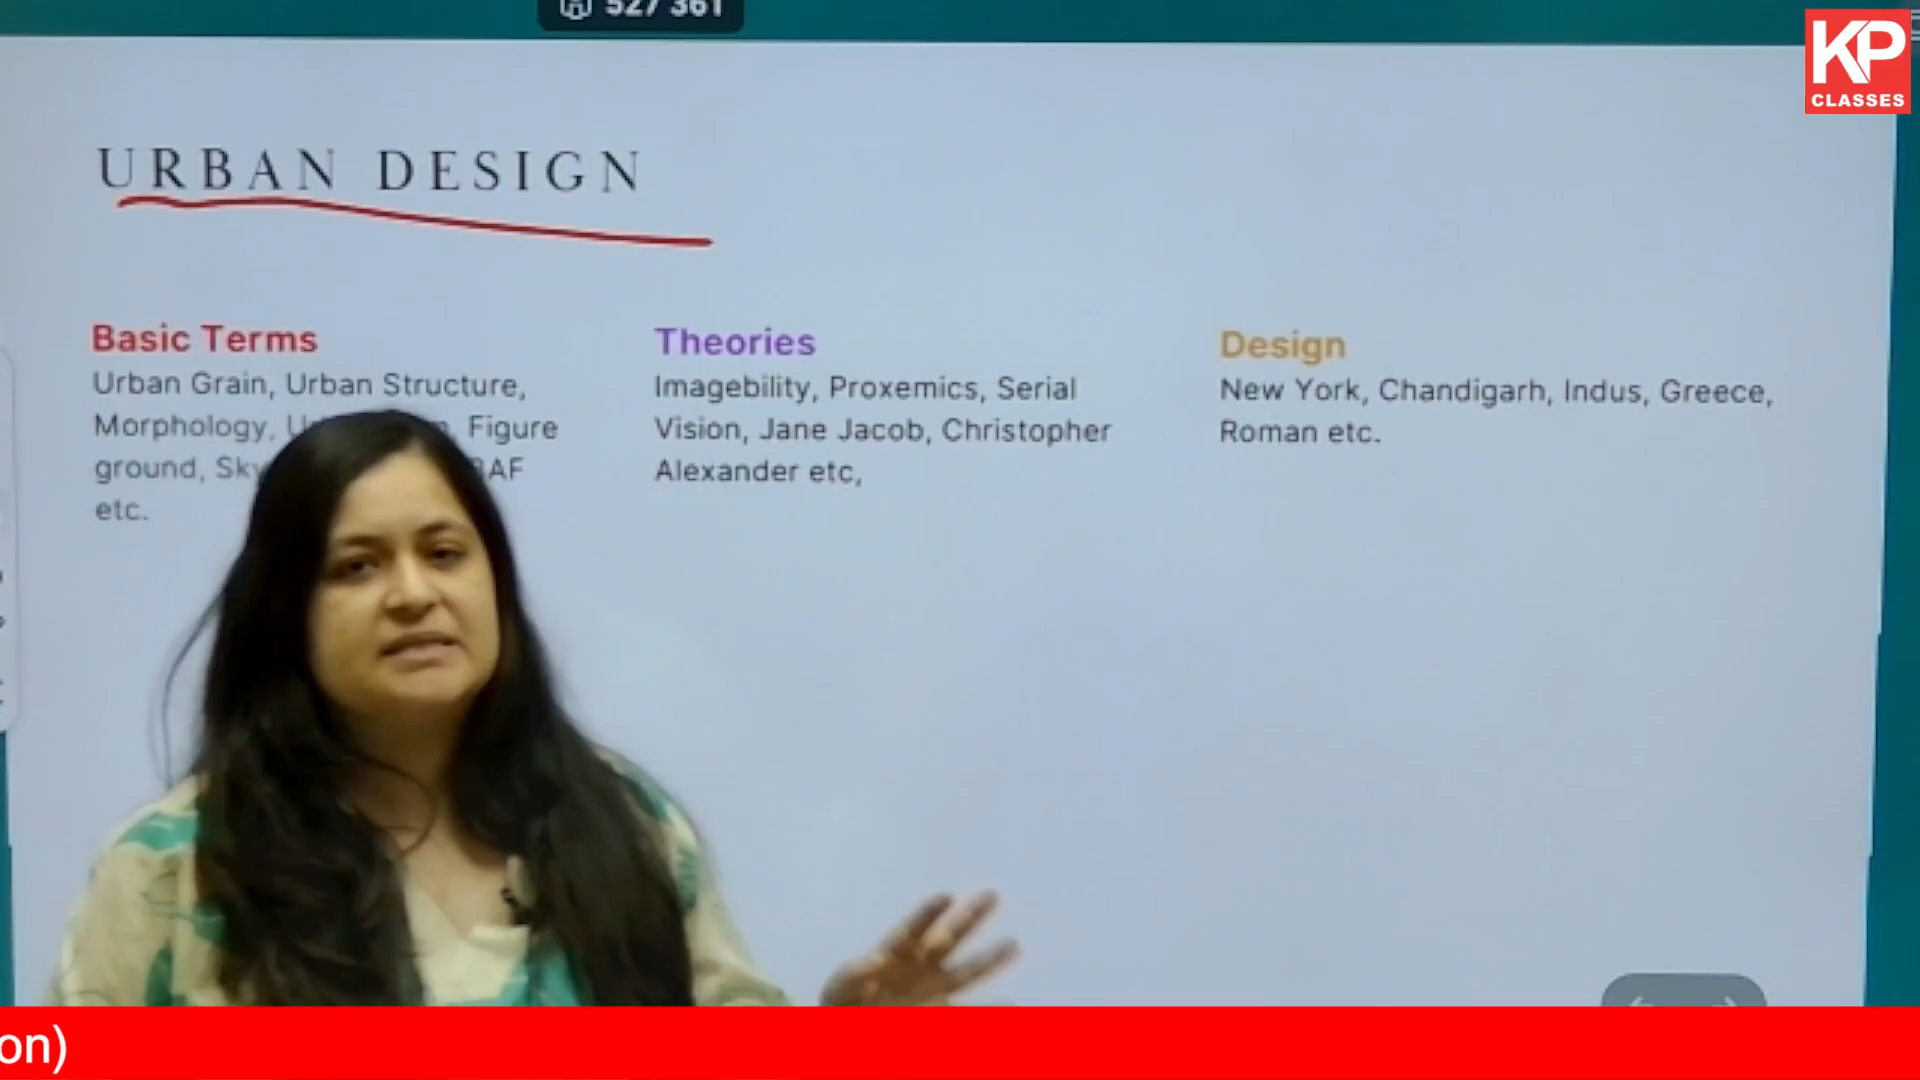 527 361
KP
CLASSES
URBAN DESIGN
Basic Terms
Urban Grain, Urban Structure,
Morphology, Figure
ground, AF
etc.
Theories
Imagebility, Proxemics, Serial
Vision, Jane Jacob, Christopher
Alexander etc,
Design
New York, Chandigarh, Indus, Greece,
Roman etc.
on)